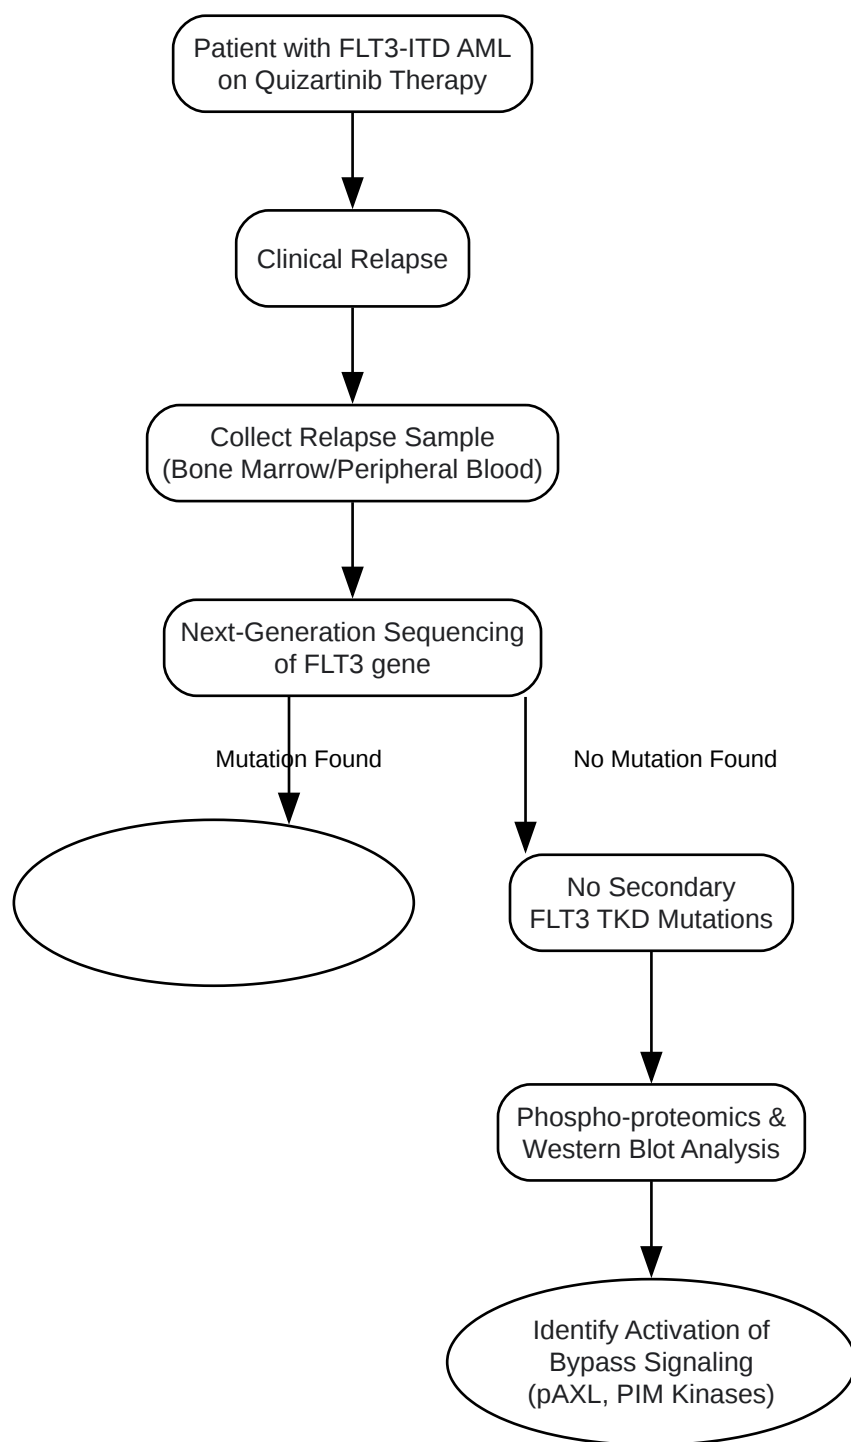 Patient with FLT3-ITD AML
on Quizartinib Therapy
Clinical Relapse
Collect Relapse Sample
(Bone Marrow/Peripheral Blood)
Next-Generation Sequencing
of FLT3 gene
Mutation Found
No Mutation Found
No Secondary
FLT3 TKD Mutations
Phospho-proteomics &
Western Blot Analysis
Identify Activation of
Bypass Signaling
(pAXL, PIM Kinases)